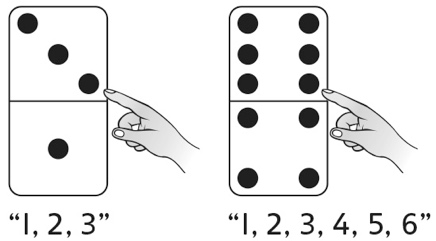 “1, 2, 3”
“1, 2, 3, 4, 5, 6”